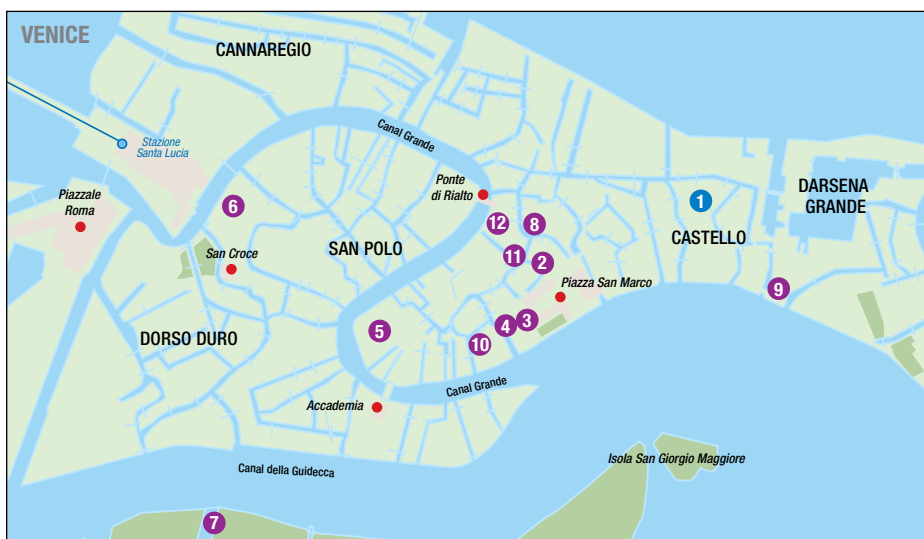 VENICE
CANNAREGIO
Canal Grande
Stazione
Santa Lucia
Ponte
di Rialto
DARSENA
GRANDE
Piazzale
Roma
6
1
12
8
SAN POLO
CASTELLO
San Croce
11
2
Piazza San Marco
9
DORSO DURO
5
4
3
10
Canal Grande
Accademia
Isola San Giorgio Maggiore
Canal della Guidecca
7